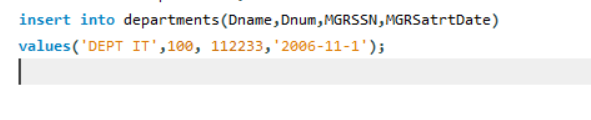 insert into departments(Dname,Dnum,MGRSSN,MGRSatrtDate)
values('DEPT IT',100, 112233,'2006-11-1');